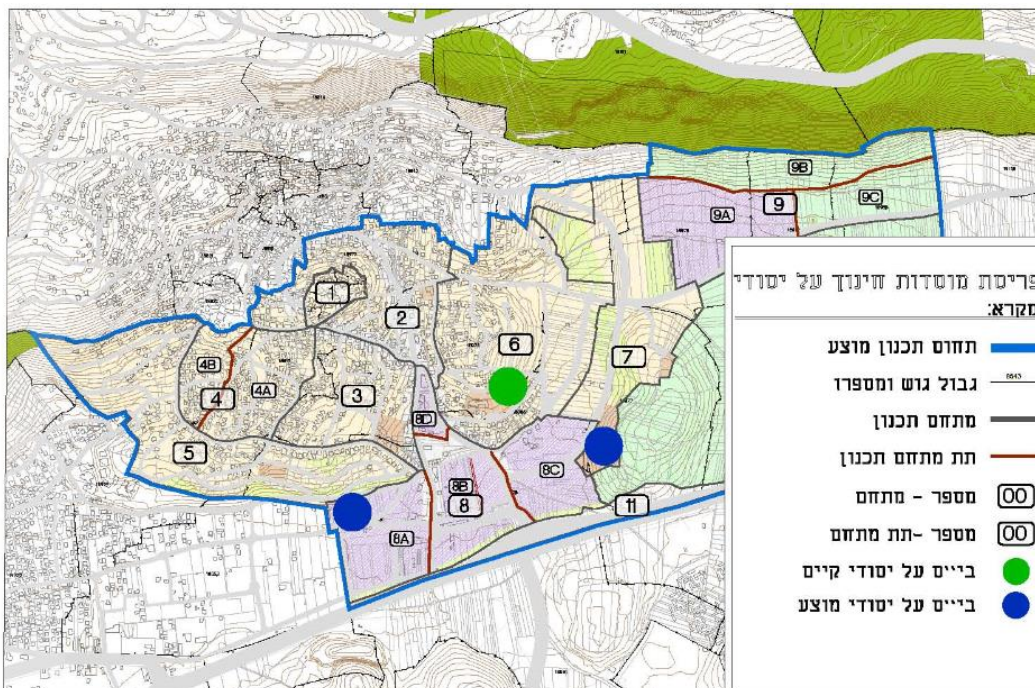 9B
9A
9
9C
1
2
6
7
4B
4A
4
3
8D
5
8C
8B
8
11
8A
פריסת מוסדות חינוך על יסודי
מקרא:
תחום תכנון מוצע
גבול גוש ומספרו
מתחם תכנון
תת מתחם תכנון
00 מספר - מתחם
00 מספר -תת מתחם
בייס על יסודי קיים
בייס על יסודי מוצע